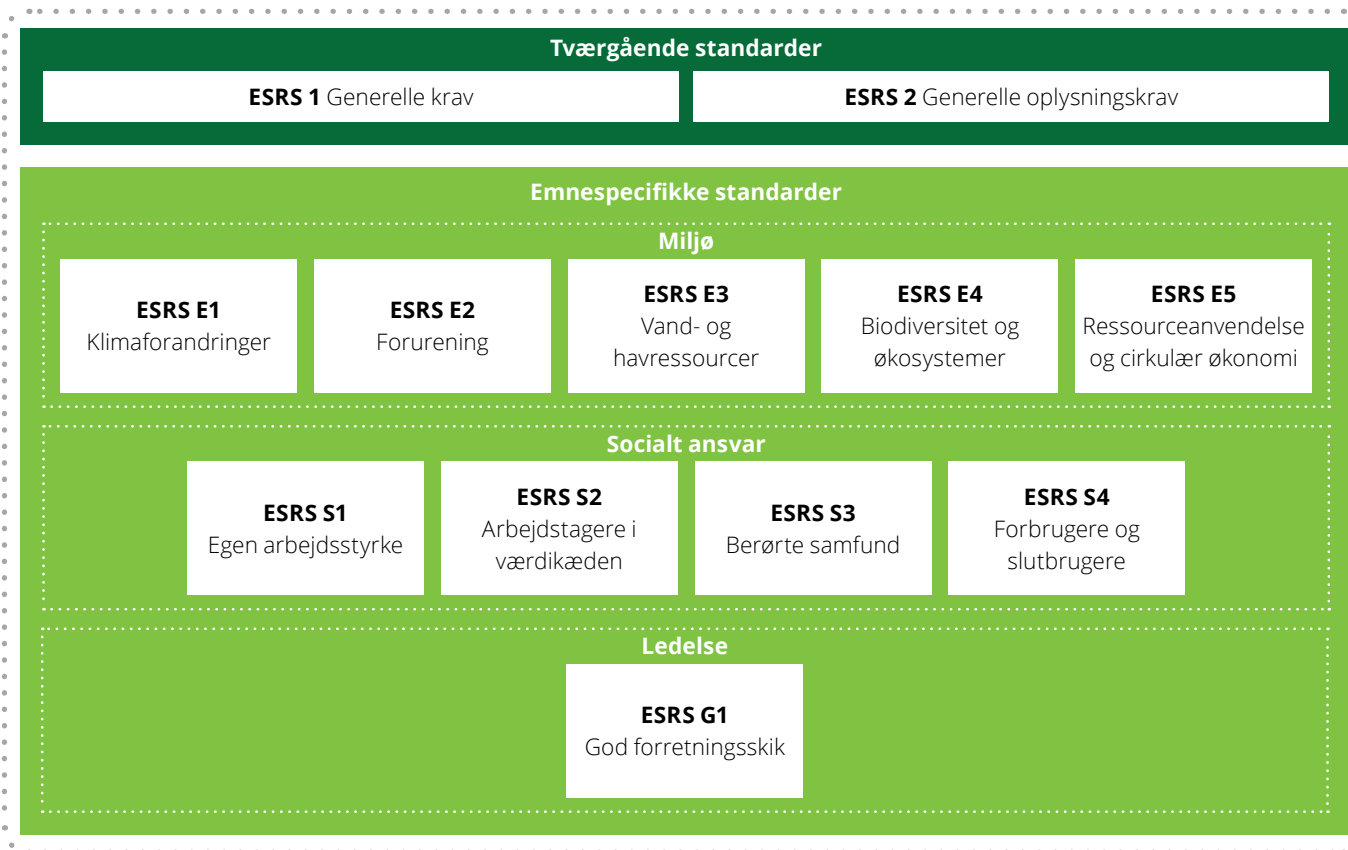 Tværgående standarder
ESRS 1 Generelle krav
ESRS 2 Generelle oplysningskrav
Emnespecifikke standarder
Miljø
ESRS E1
Klimaforandringer
ESRS E2
Forurening
ESRS E3
Vand- og
havressourcer
ESRS E4
Biodiversitet og
økosystemer
ESRS E5
Ressourceanvendelse
og cirkulær økonomi
Socialt ansvar
ESRS S1
Egen arbejdsstyrke
ESRS S2
Arbejdstagere i
værdikæden
ESRS S3
Berørte samfund
ESRS S4
Forbrugere og
slutbrugere
Ledelse
ESRS G1
God forretningsskik